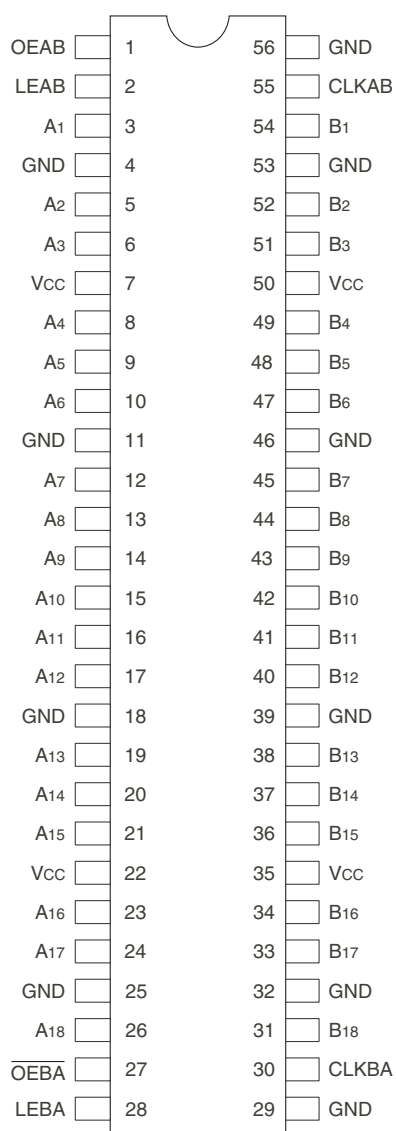 OEAB 1 56 GND
LEAB 2 55 CLKAB
A1 3 54 B1
GND 4 53 GND
A2 5 52 B2
A3 6 51 B3
VCC 7 50 VCC
A4 8 49 B4
A5 9 48 B5
A6 10 47 B6
GND 11 46 GND
A7 12 45 B7
A8 13 44 B8
A9 14 43 B9
A10 15 42 B10
A11 16 41 B11
A12 17 40 B12
GND 18 39 GND
A13 19 38 B13
A14 20 37 B14
A15 21 36 B15
VCC 22 35 VCC
A16 23 34 B16
A17 24 33 B17
GND 25 32 GND
A18 26 31 B18
O̅E̅B̅A̅ 27 30 CLKBA
LEBA 28 29 GND